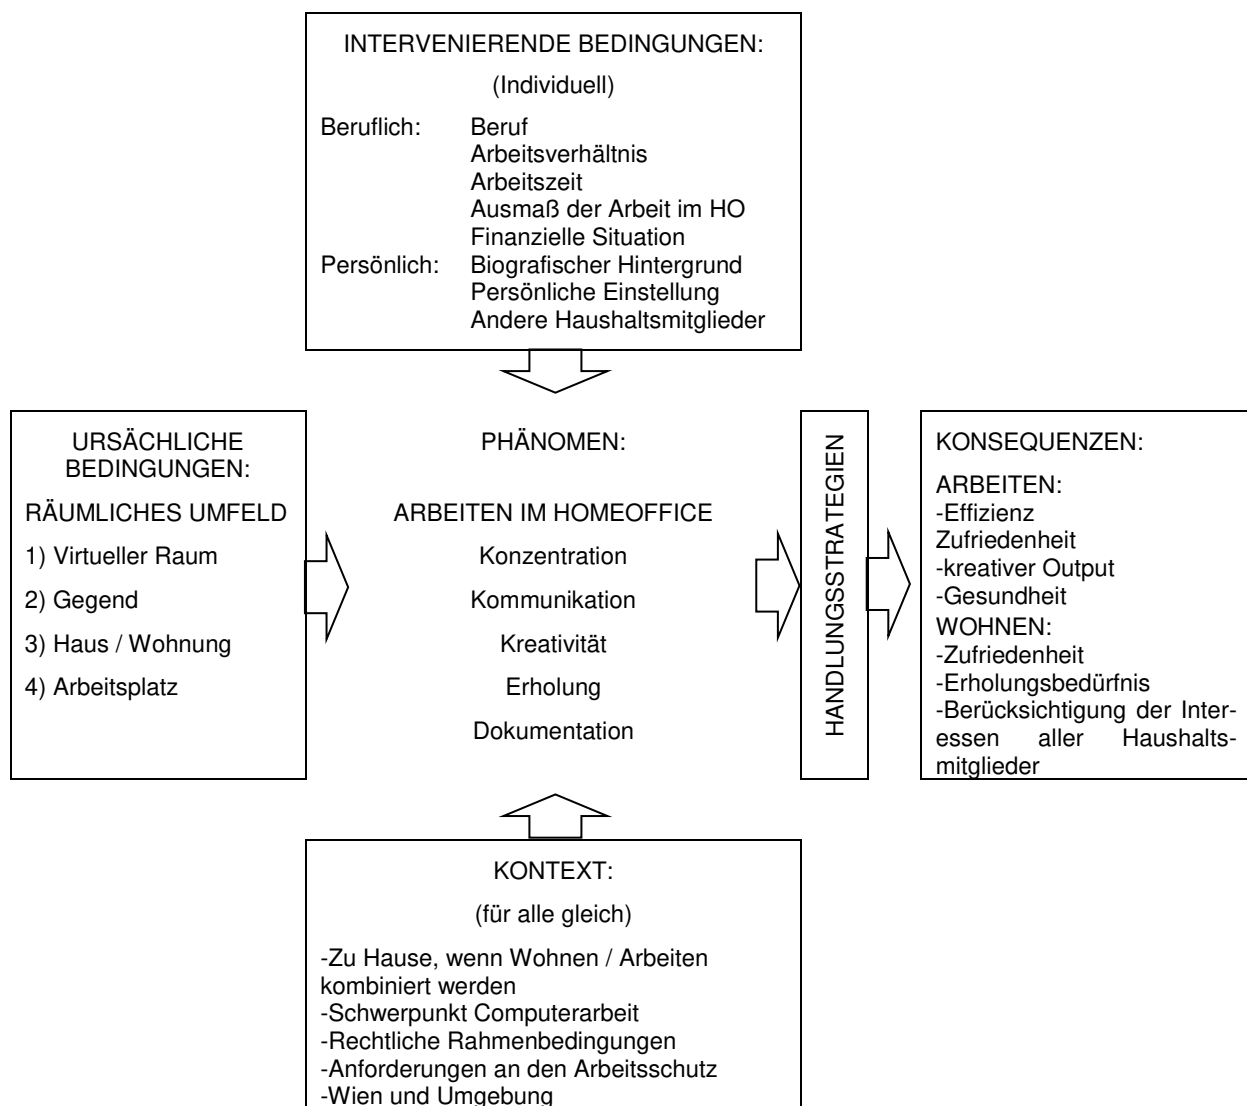 INTERVENIERENDE BEDINGUNGEN:
(Individuell)
Beruflich: Beruf
Arbeitsverhältnis
Arbeitszeit
Ausmaß der Arbeit im HO
Finanzielle Situation
Persönlich: Biografischer Hintergrund
Persönliche Einstellung
Andere Haushaltsmitglieder
URSÄCHLICHE
BEDINGUNGEN:
RÄUMLICHES UMFELD
1) Virtueller Raum
2) Gegend
3) Haus / Wohnung
4) Arbeitsplatz
PHÄNOMEN:
ARBEITEN IM HOMEOFFICE
Konzentration
Kommunikation
Kreativität
Erholung
Dokumentation
HANDLUNGSSTRATEGIEN
KONSEQUENZEN:
ARBEITEN:
-Effizienz
Zufriedenheit
-kreativer Output
-Gesundheit
WOHNEN:
-Zufriedenheit
-Erholungsbedürfnis
-Berücksichtigung der Inter-
essen aller Haushalts-
mitglieder
KONTEXT:
(für alle gleich)
-Zu Hause, wenn Wohnen / Arbeiten
kombiniert werden
-Schwerpunkt Computerarbeit
-Rechtliche Rahmenbedingungen
-Anforderungen an den Arbeitsschutz
-Wien und Umgebung